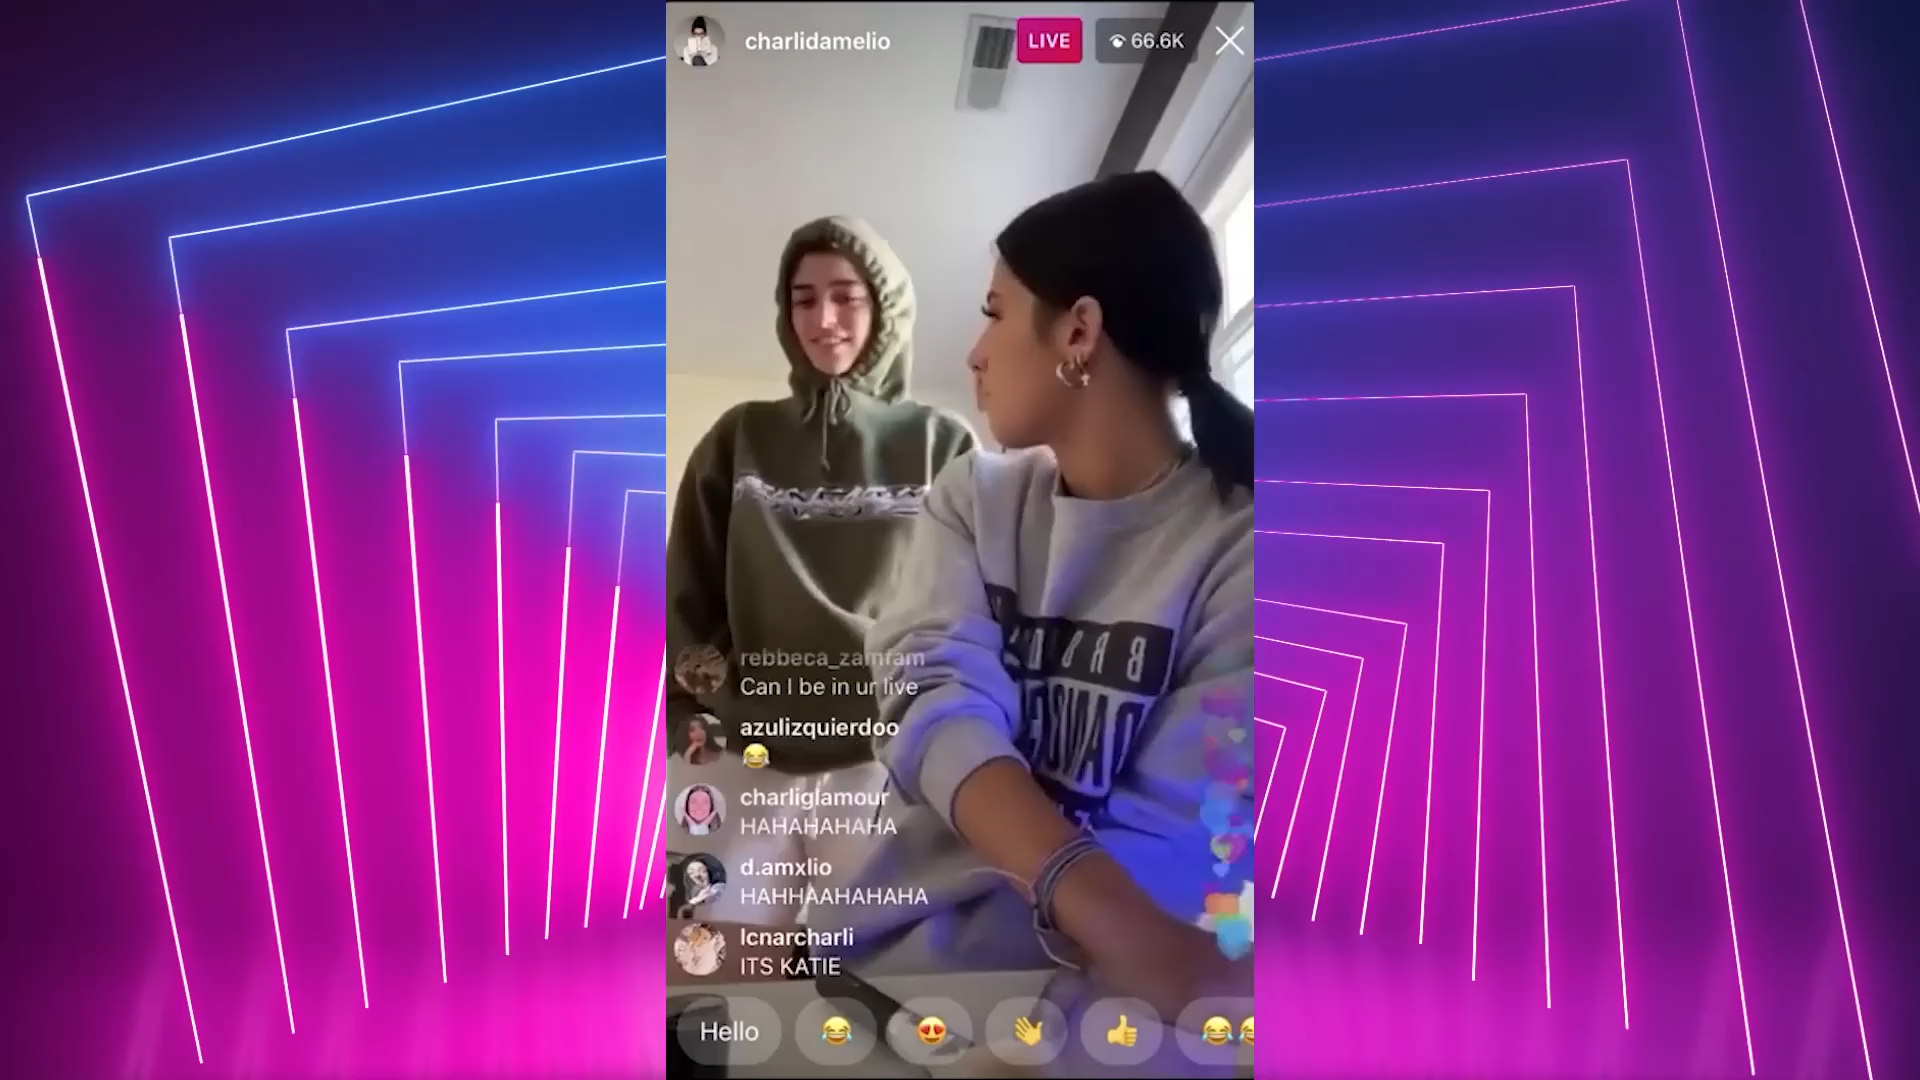 charlidamelio
LIVE
66.6K
rebbeca_zamfam
Can I be in ur live
azulizquierdoo
😂
charliglamour
HAHAHAHAHA
d.amxlio
HAHHAAHAHAHA
lcnarcharli
ITS KATIE
Hello 😂 😍 👋 👍 😂